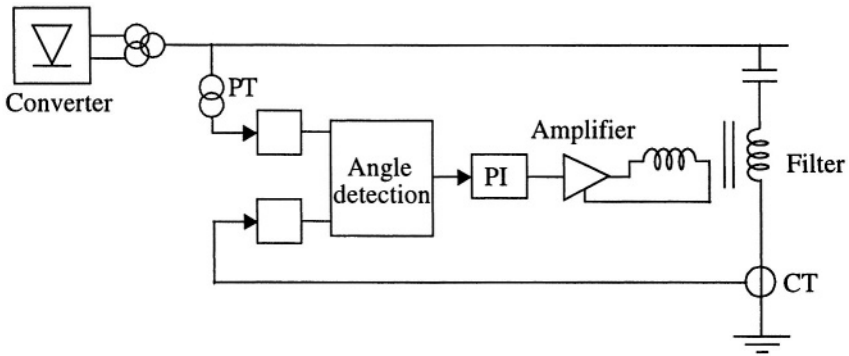 Converter
PT
Amplifier
Angle
detection
PI
Filter
CT